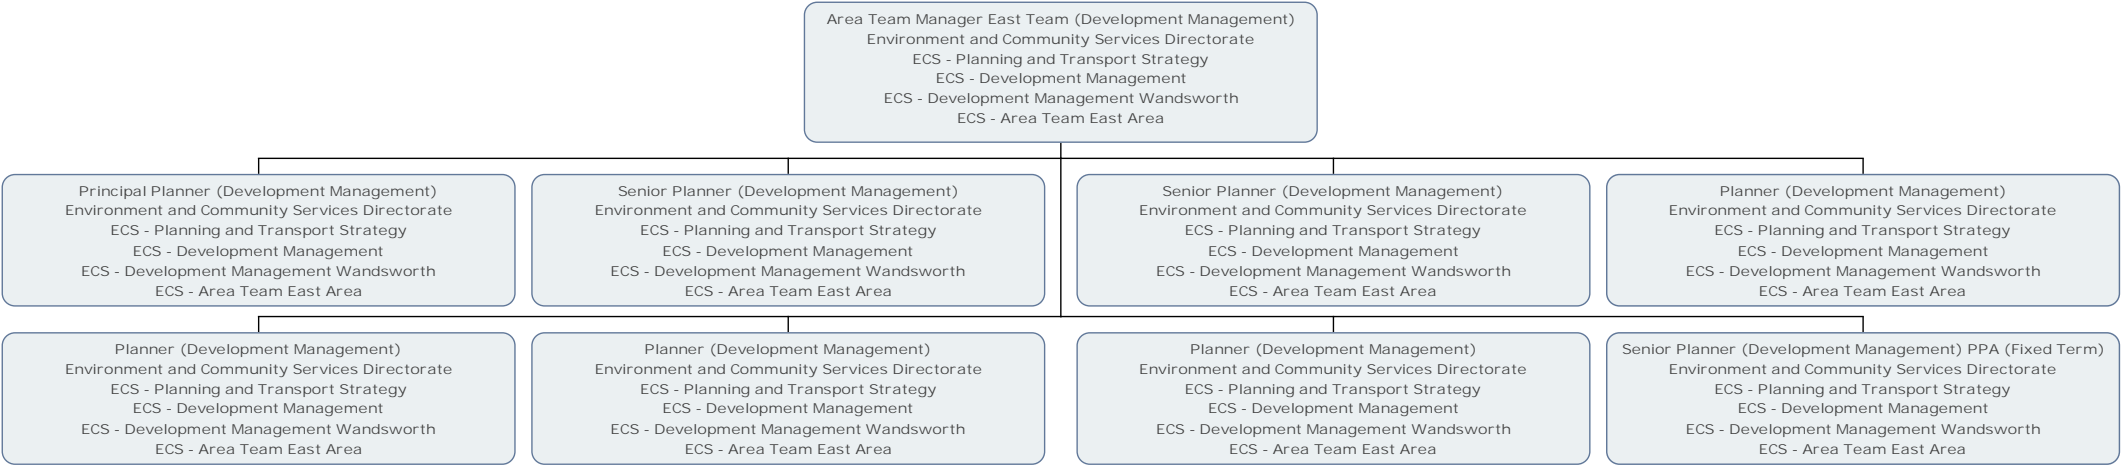 Area Team Manager East Team (Development Management)
Environment and Community Services Directorate
ECS - Planning and Transport Strategy
ECS - Development Management
ECS - Development Management Wandsworth
ECS - Area Team East Area
Principal Planner (Development Management)
Environment and Community Services Directorate
ECS - Planning and Transport Strategy
ECS - Development Management
ECS - Development Management Wandsworth
ECS - Area Team East Area
Senior Planner (Development Management)
Environment and Community Services Directorate
ECS - Planning and Transport Strategy
ECS - Development Management
ECS - Development Management Wandsworth
ECS - Area Team East Area
Senior Planner (Development Management)
Environment and Community Services Directorate
ECS - Planning and Transport Strategy
ECS - Development Management
ECS - Development Management Wandsworth
ECS - Area Team East Area
Planner (Development Management)
Environment and Community Services Directorate
ECS - Planning and Transport Strategy
ECS - Development Management
ECS - Development Management Wandsworth
ECS - Area Team East Area
Planner (Development Management)
Environment and Community Services Directorate
ECS - Planning and Transport Strategy
ECS - Development Management
ECS - Development Management Wandsworth
ECS - Area Team East Area
Planner (Development Management)
Environment and Community Services Directorate
ECS - Planning and Transport Strategy
ECS - Development Management
ECS - Development Management Wandsworth
ECS - Area Team East Area
Planner (Development Management)
Environment and Community Services Directorate
ECS - Planning and Transport Strategy
ECS - Development Management
ECS - Development Management Wandsworth
ECS - Area Team East Area
Senior Planner (Development Management) PPA (Fixed Term)
Environment and Community Services Directorate
ECS - Planning and Transport Strategy
ECS - Development Management
ECS - Development Management Wandsworth
ECS - Area Team East Area